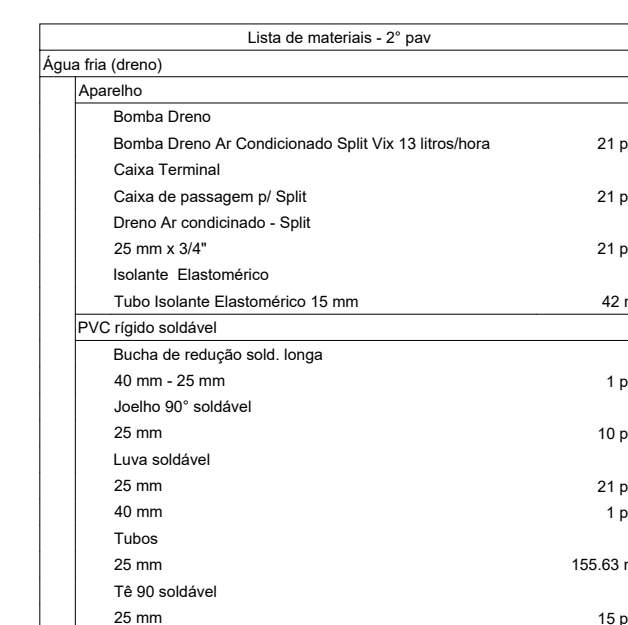 Lista de materiais - 2° pav
Água fria (dreno)
Aparelho
Bomba Dreno
Bomba Dreno Ar Condicionado Split Vix 13 litros/hora 21 p
Caixa Terminal
Caixa de passagem p/ Split 21 p
Dreno Ar condicinado - Split
25 mm x 3/4" 21 p
Isolante Elastomérico
Tubo Isolante Elastomérico 15 mm 42
PVC rígido soldável
Bucha de redução sold. longa
40 mm - 25 mm 1 p
Joelho 90° soldável
25 mm 10 p
Luva soldável
25 mm 21 p
40 mm 1 p
Tubos
25 mm 155.63
Tê 90 soldável
25 mm 15 p